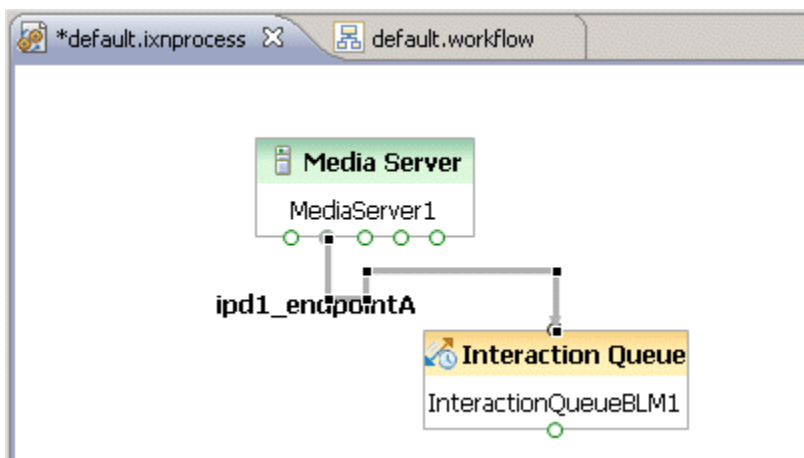 *default.ixnprocess default.workflow
Media Server
MediaServer1
ipd1_endpointA
Interaction Queue
InteractionQueueBLM1